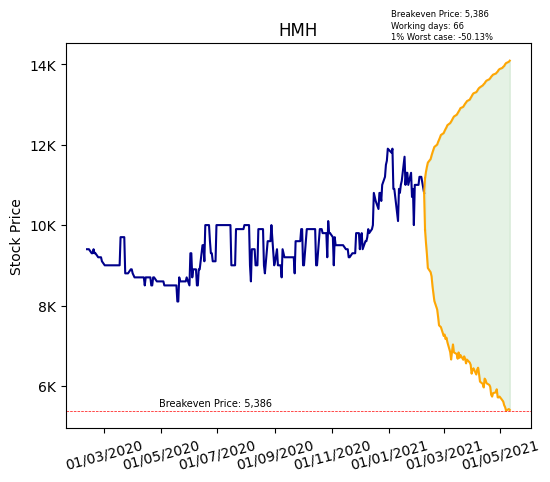 Breakeven Price: 5,386
Working days: 66
1% Worst case: -50.13%
HMH
Stock Price
14K
12K
10K
8K
6K
Breakeven Price: 5,386
01/03/2020 01/05/2020 01/07/2020 01/09/2020 01/11/2020 01/01/2021 01/03/2021 01/05/2021